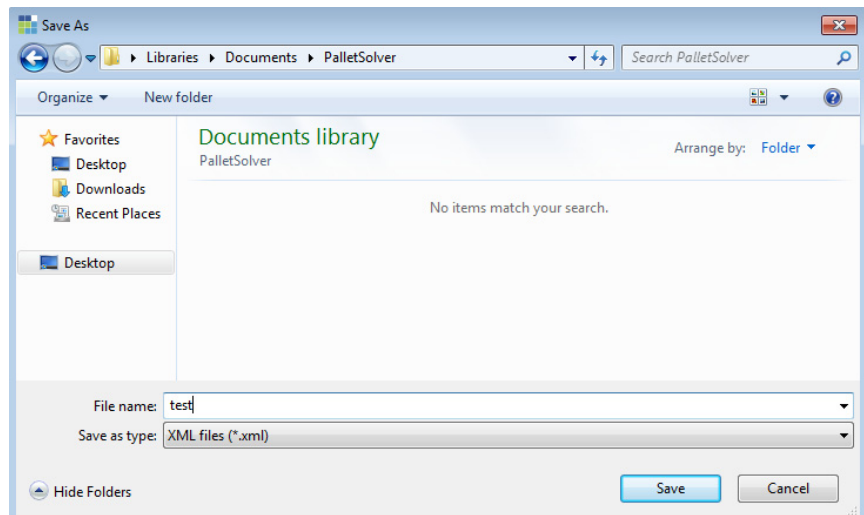 Save As
Libraries Documents PalletSolver Search PalletSolver
Organize New folder
Favorites
Desktop
Downloads
Recent Places
Desktop
Documents library
PalletSolver
Arrange by: Folder
No items match your search.
File name: test
Save as type: XML files (*.xml)
Hide Folders Save Cancel